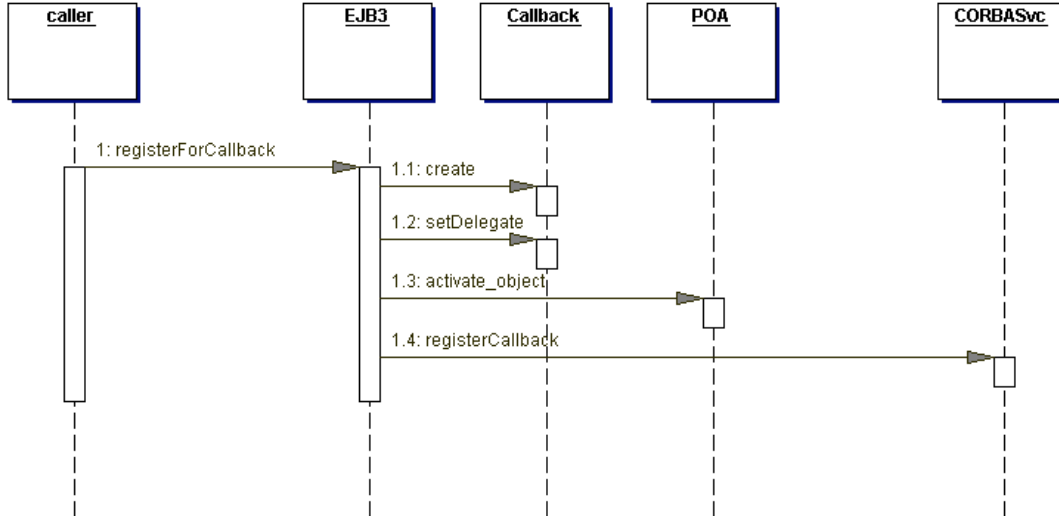 caller
EJB3
Callback
POA
CORBASvc
1: registerForCallback
1.1: create
1.2: setDelegate
1.3: activate_object
1.4: registerCallback